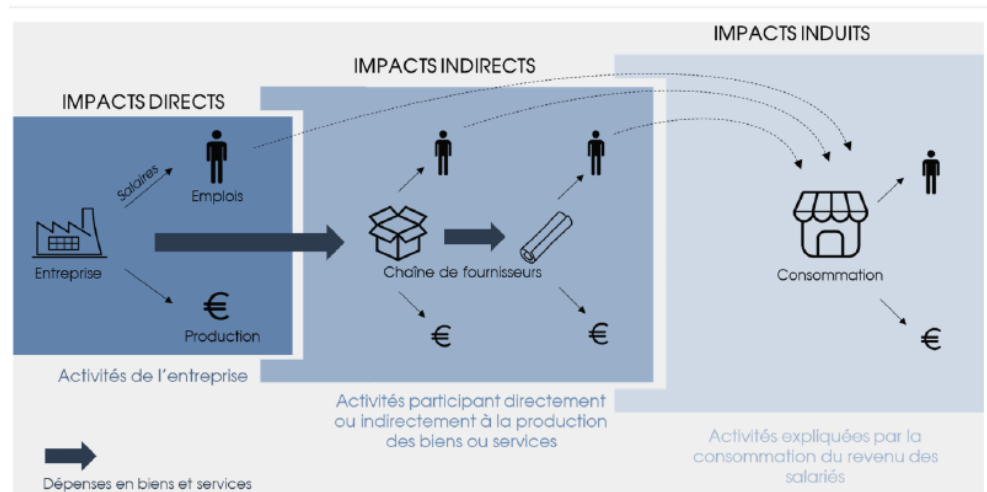 IMPACTS INDUITS
IMPACTS INDIRECTS
IMPACTS DIRECTS
Salaires
Emplois
Entreprise
Chaîne de fournisseurs
Consommation
€
Production
€
€
€
Activités de l'entreprise
Activités participant directement
ou indirectement à la production
des biens ou services
Activités expliquées par la
consommation du revenu des
salariés
Dépenses en biens et services